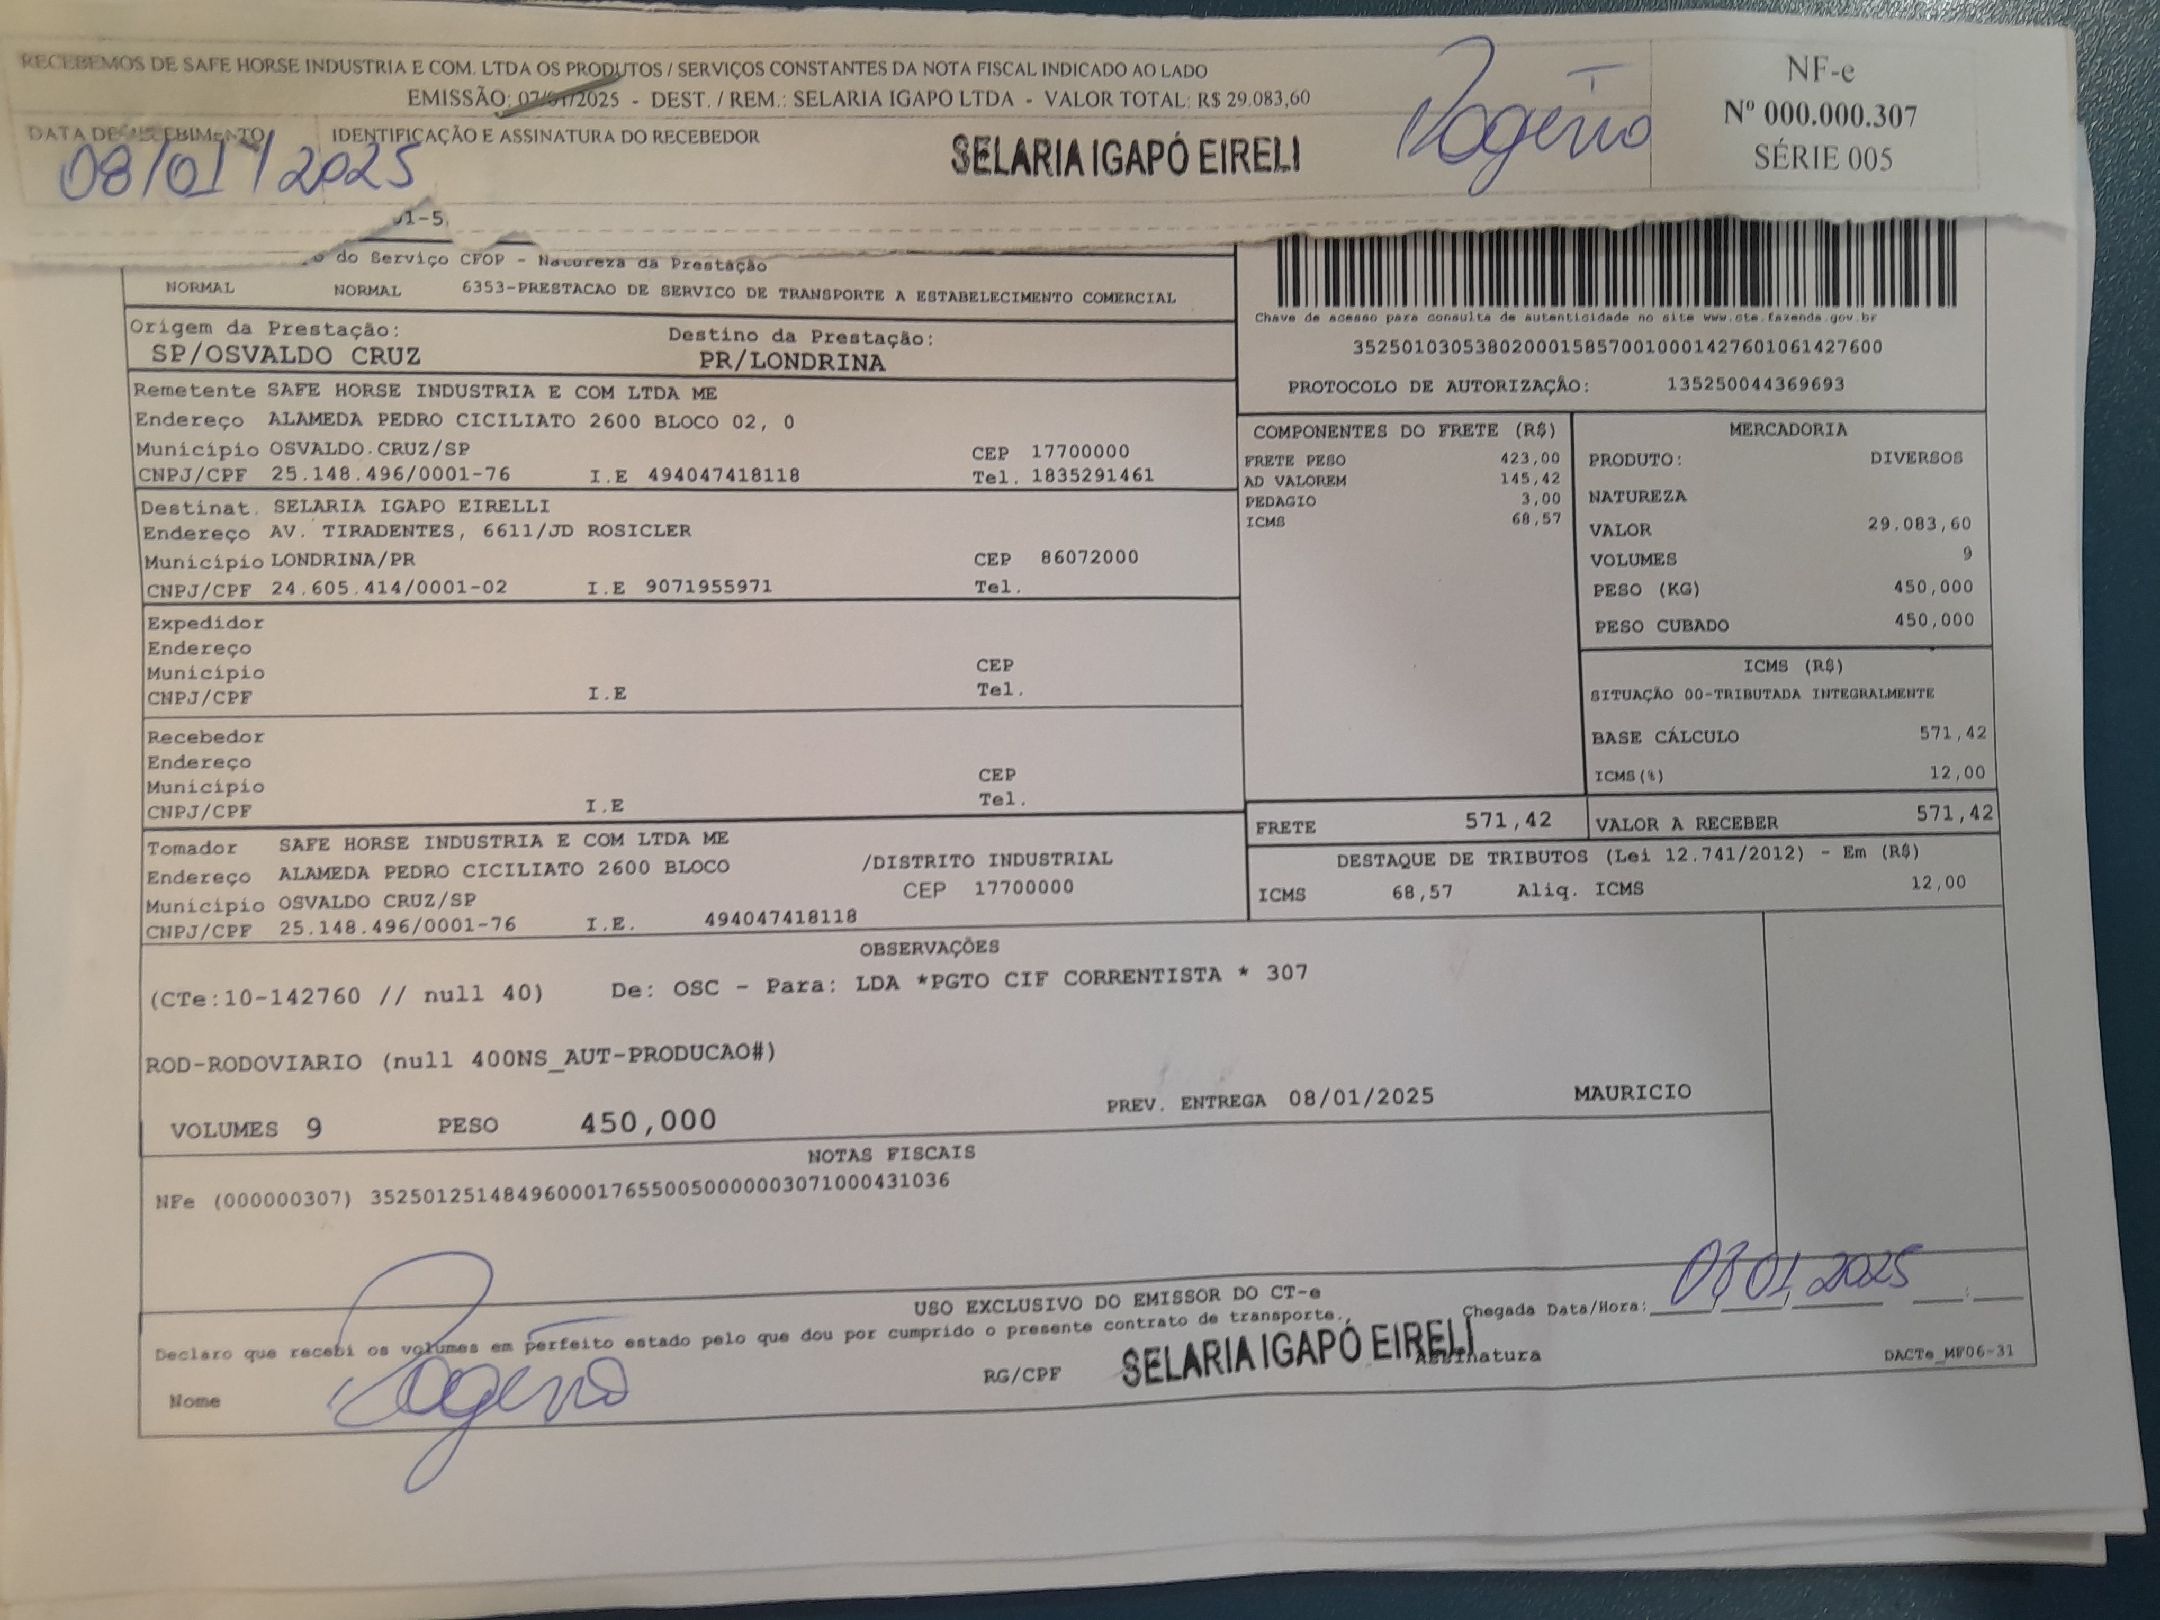 RECEBEMOS DE SAFE HORSE INDUSTRIA E COM. LTDA OS PRODUTOS / SERVIÇOS CONSTANTES DA NOTA FISCAL INDICADO AO LADO
EMISSÃO: 07/01/2025 - DEST. / REM.: SELARIA IGAPO LTDA - VALOR TOTAL: R$ 29.083,60
NF-e
Nº 000.000.307
SÉRIE 005
DATA DE RECEBIMENTO
08/01/2025
IDENTIFICAÇÃO E ASSINATURA DO RECEBEDOR
SELARIA IGAPÓ EIRELI
Rogério
01-5
do Serviço CFOP - Natureza da Prestação
NORMAL NORMAL 6353-PRESTACAO DE SERVICO DE TRANSPORTE A ESTABELECIMENTO COMERCIAL
Chave de acesso para consulta de autenticidade no site www.cte.fazenda.gov.br
35250103053802000158570010001427601061427600
PROTOCOLO DE AUTORIZAÇÃO: 135250044369693
Origem da Prestação: Destino da Prestação:
SP/OSVALDO CRUZ PR/LONDRINA
Remetente SAFE HORSE INDUSTRIA E COM LTDA ME
Endereço ALAMEDA PEDRO CICILIATO 2600 BLOCO 02, 0
Município OSVALDO.CRUZ/SP CEP 17700000
CNPJ/CPF 25.148.496/0001-76 I.E 494047418118 Tel. 1835291461
Destinat. SELARIA IGAPO EIRELLI
Endereço AV. TIRADENTES, 6611/JD ROSICLER
Município LONDRINA/PR CEP 86072000
CNPJ/CPF 24.605.414/0001-02 I.E 9071955971 Tel.
Expedidor
Endereço
Município CEP
CNPJ/CPF I.E Tel.
Recebedor
Endereço
Município CEP
CNPJ/CPF I.E Tel.
Tomador SAFE HORSE INDUSTRIA E COM LTDA ME
Endereço ALAMEDA PEDRO CICILIATO 2600 BLOCO /DISTRITO INDUSTRIAL
Município OSVALDO CRUZ/SP CEP 17700000
CNPJ/CPF 25.148.496/0001-76 I.E. 494047418118
COMPONENTES DO FRETE (R$)
FRETE PESO 423,00
AD VALOREM 145,42
PEDAGIO 3,00
ICMS 68,57
MERCADORIA
PRODUTO: DIVERSOS
NATUREZA
VALOR 29.083,60
VOLUMES 9
PESO (KG) 450,000
PESO CUBADO 450,000
ICMS (R$)
SITUAÇÃO 00-TRIBUTADA INTEGRALMENTE
BASE CÁLCULO 571,42
ICMS(%) 12,00
FRETE 571,42 VALOR A RECEBER 571,42
DESTAQUE DE TRIBUTOS (Lei 12.741/2012) - Em (R$)
ICMS 68,57 Aliq. ICMS 12,00
OBSERVAÇÕES
(CTe:10-142760 // null 40) De: OSC - Para: LDA *PGTO CIF CORRENTISTA * 307
ROD-RODOVIARIO (null 400NS_AUT-PRODUCAO#)
VOLUMES 9 PESO 450,000 PREV. ENTREGA 08/01/2025 MAURICIO
NOTAS FISCAIS
NFe (000000307) 35250125148496000176550050000003071000431036
USO EXCLUSIVO DO EMISSOR DO CT-e
Declaro que recebi os volumes em perfeito estado pelo que dou por cumprido o presente contrato de transporte.
Chegada Data/Hora: 08 01 2025 :
Nome Rogério RG/CPF SELARIA IGAPÓ EIRELI Assinatura DACTe_MF06-31